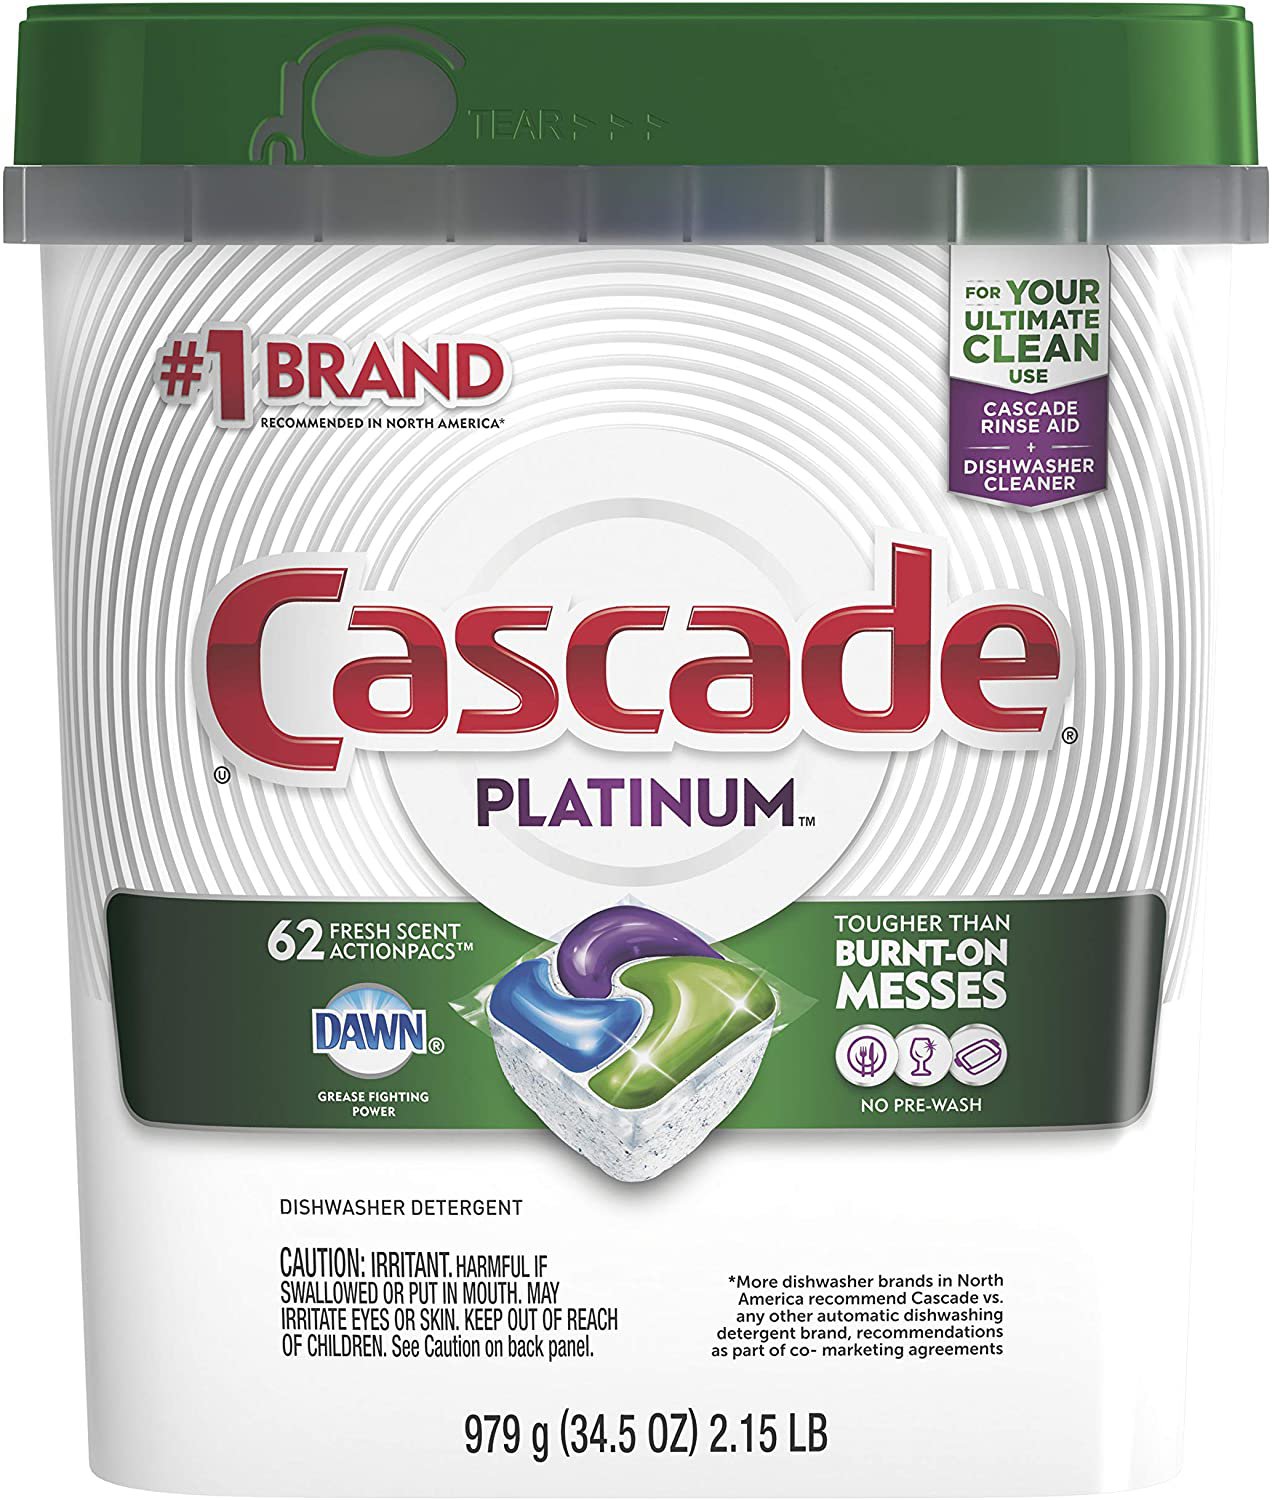 TEAR
#1 BRAND
RECOMMENDED IN NORTH AMERICA*
FOR YOUR
ULTIMATE
CLEAN
USE
CASCADE
RINSE AID
+
DISHWASHER
CLEANER
Cascade®
U
PLATINUM™
62 FRESH SCENT
ACTIONPACS™
DAWN®
GREASE FIGHTING
POWER
TOUGHER THAN
BURNT-ON
MESSES
NO PRE-WASH
DISHWASHER DETERGENT
CAUTION: IRRITANT. HARMFUL IF
SWALLOWED OR PUT IN MOUTH. MAY
IRRITATE EYES OR SKIN. KEEP OUT OF REACH
OF CHILDREN. See Caution on back panel.
*More dishwasher brands in North
America recommend Cascade vs.
any other automatic dishwashing
detergent brand, recommendations
as part of co- marketing agreements
979 g (34.5 OZ) 2.15 LB